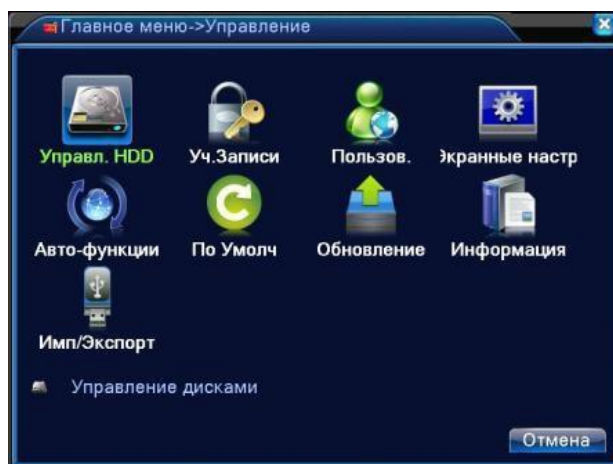 Главное меню->Управление
Управл. HDD Уч.Записи Пользов. Экранные настр
Авто-функции По Умолч Обновление Информация
Имп/Экспорт
Управление дисками
Отмена